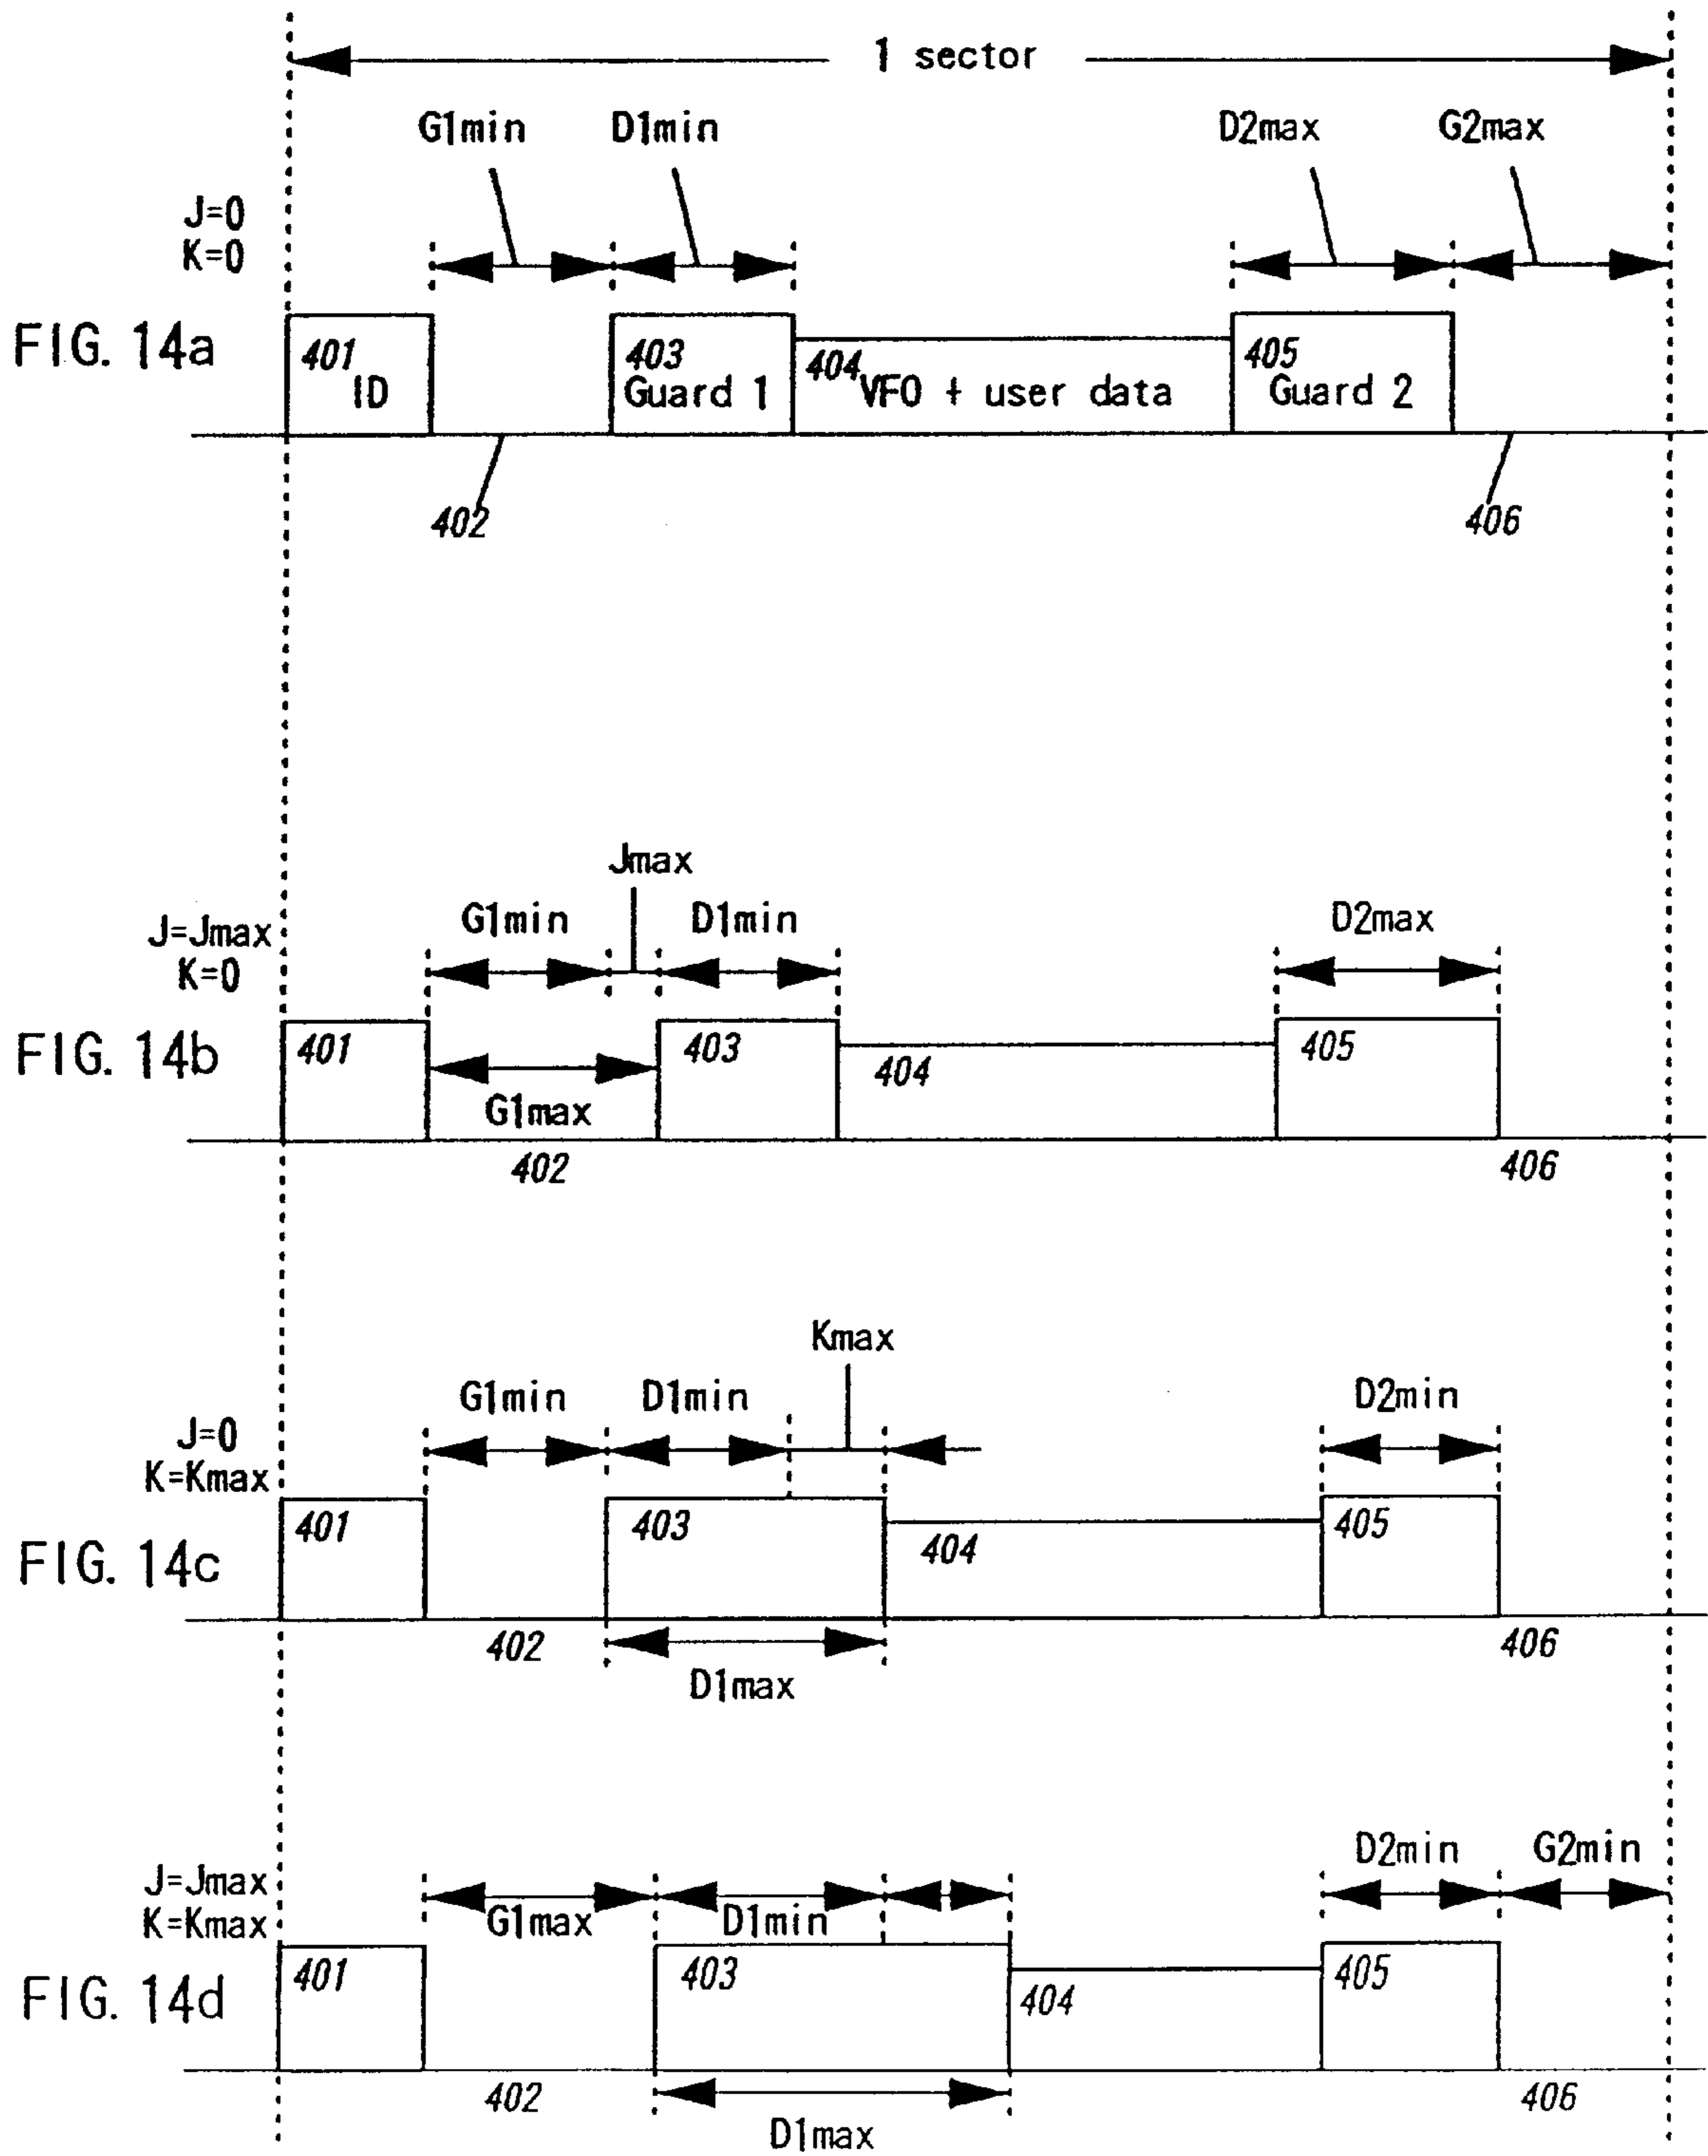 1 sector
G1min D1min D2max G2max
J=0
K=0
FIG. 14a
401 ID
403 Guard 1
404 VFO + user data
405 Guard 2
402
406
Jmax
J=Jmax
K=0
G1min D1min D2max
FIG. 14b
401
403
404
405
G1max
402
406
Kmax
J=0
K=Kmax
G1min D1min D2min
FIG. 14c
401
403
404
405
402
406
D1max
J=Jmax
K=Kmax
D2min G2min
G1max D1min
FIG. 14d
401
403
404
405
402
406
D1max